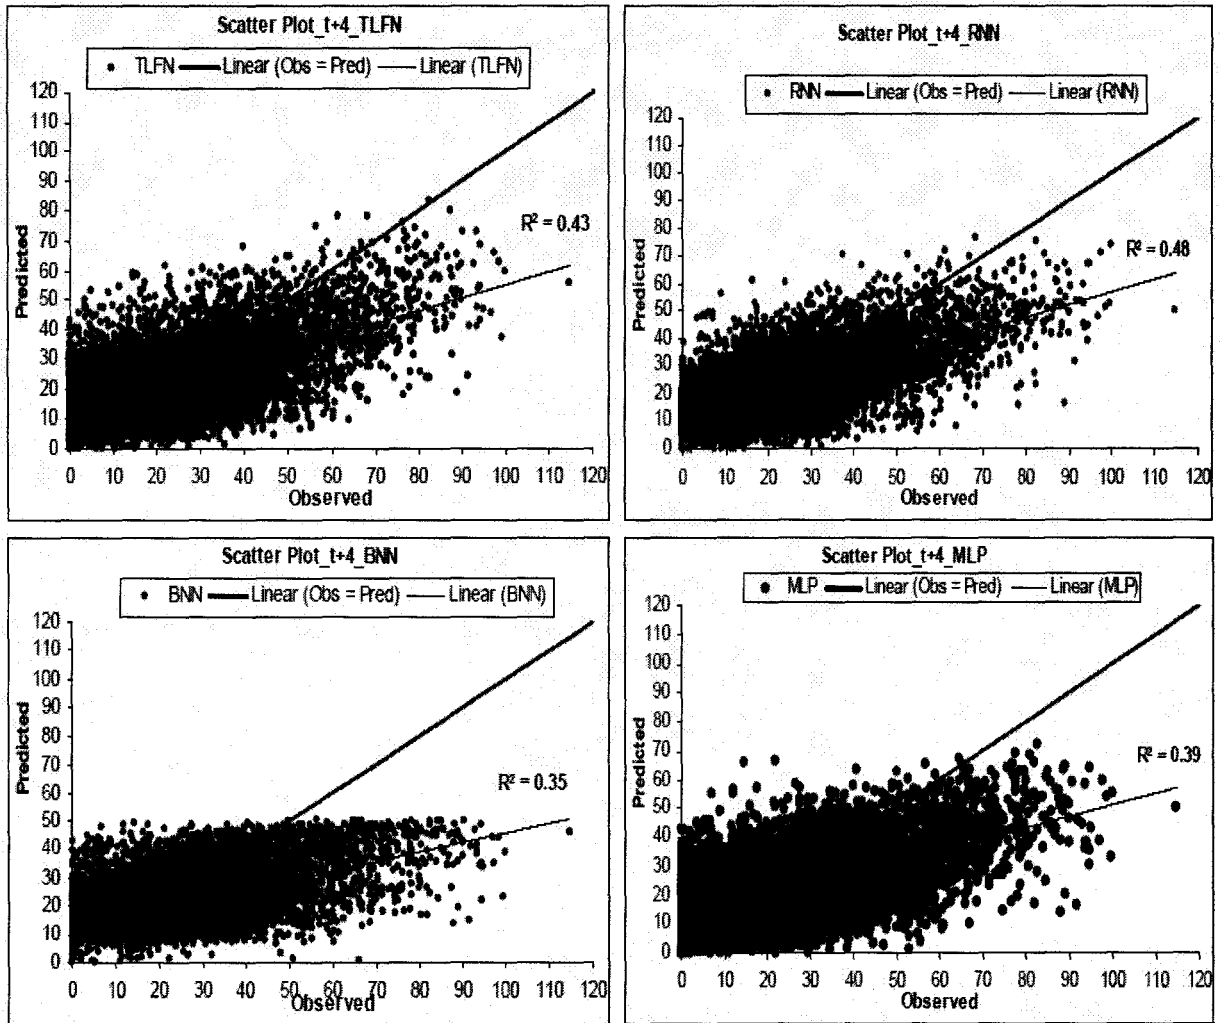 Scatter Plot_t+4_TLFN
TLFN Linear (Obs = Pred) Linear (TLFN)
120
110
100
90
80
70
60
50
40
30
20
10
0
Predicted
R² = 0.43
0 10 20 30 40 50 60 70 80 90 100 110 120
Observed
Scatter Plot_t+4_RNN
RNN Linear (Obs = Pred) Linear (RNN)
120
110
100
90
80
70
60
50
40
30
20
10
0
Predicted
R² = 0.48
0 10 20 30 40 50 60 70 80 90 100 110 120
Observed
Scatter Plot_t+4_BNN
BNN Linear (Obs = Pred) Linear (BNN)
120
110
100
90
80
70
60
50
40
30
20
10
0
Predicted
R² = 0.35
0 10 20 30 40 50 60 70 80 90 100 110 120
Observed
Scatter Plot_t+4_MLP
MLP Linear (Obs = Pred) Linear (MLP)
120
110
100
90
80
70
60
50
40
30
20
10
0
Predicted
R² = 0.39
0 10 20 30 40 50 60 70 80 90 100 110 120
Observed